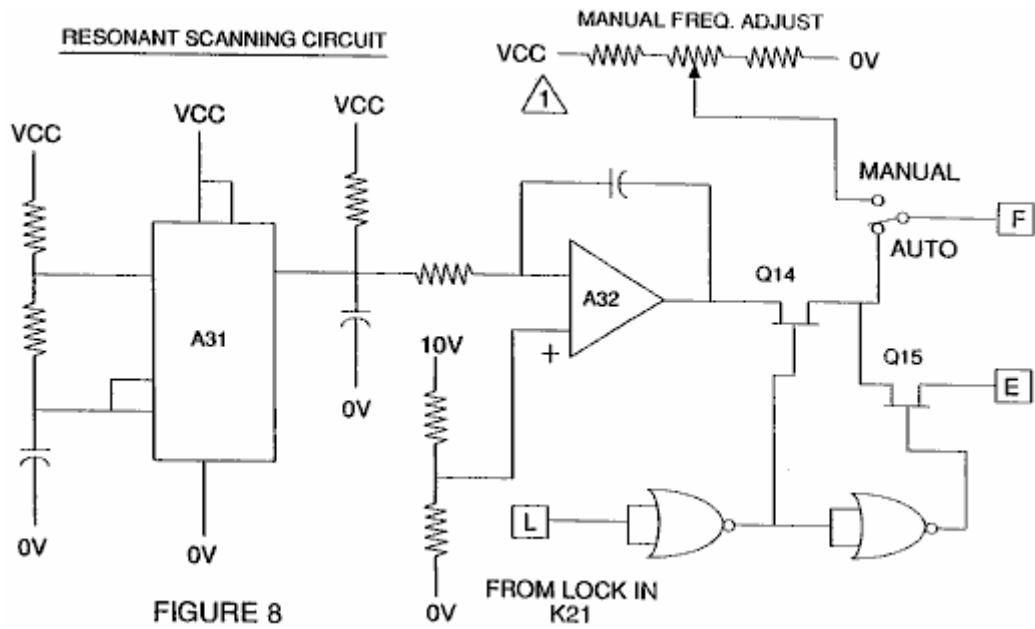 RESONANT SCANNING CIRCUIT
MANUAL FREQ. ADJUST
VCC
0V
1
VCC
VCC
VCC
MANUAL
F
AUTO
A31
A32
Q14
Q15
10V
+
E
0V
L
0V
0V
0V
FROM LOCK IN
K21
FIGURE 8